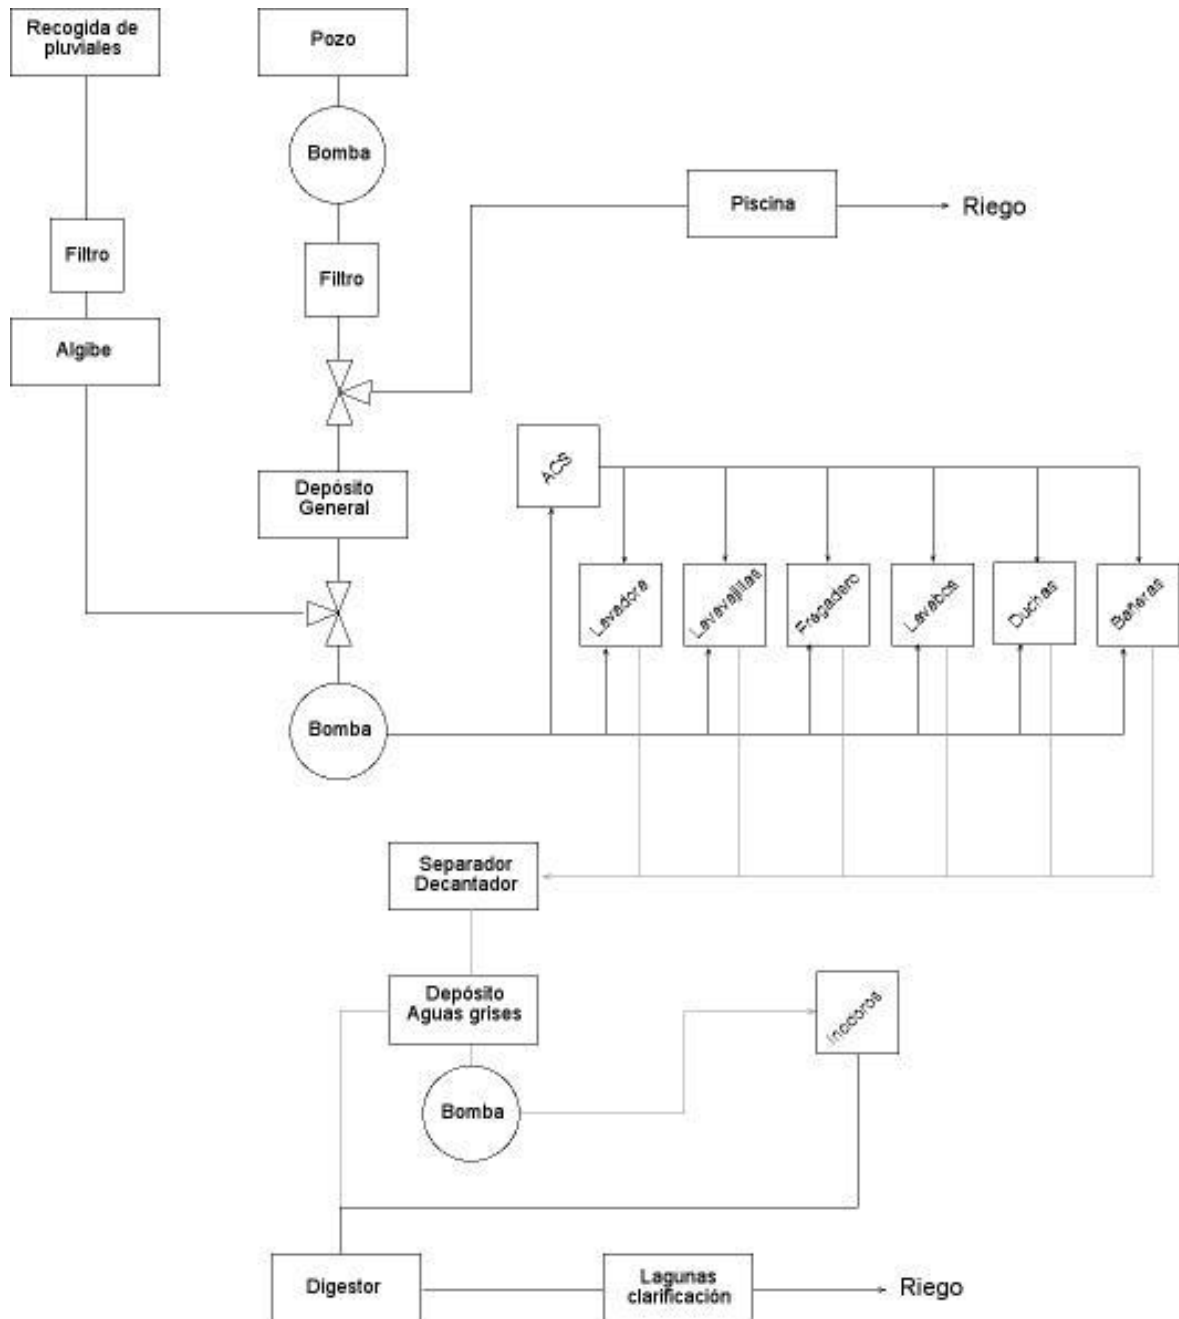 Recogida de
pluviales
Pozo
Bomba
Piscina
Riego
Filtro
Filtro
Algibe
ACS
Depósito
General
Lavadora
Lavavajillas
Fregadero
Lavabos
Duchas
Bañeras
Bomba
Separador
Decantador
Depósito
Aguas grises
Inodoros
Bomba
Digestor
Lagunas
clarificación
Riego